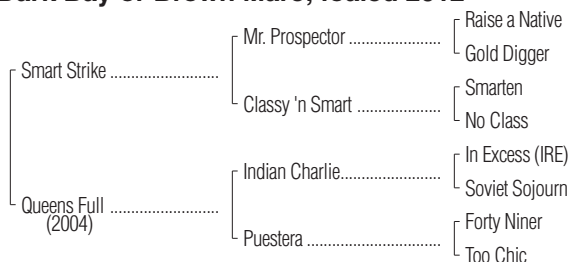 Dark Bay or Brown Mare; foaled 2012
Raise a Native
Mr. Prospector ......................
Gold Digger
Smart Strike ..........................
Smarten
Classy 'n Smart ....................
No Class
In Excess (IRE)
Indian Charlie........................
Soviet Sojourn
Queens Full ..........................
(2004)
Forty Niner
Puestera ................................
Too Chic